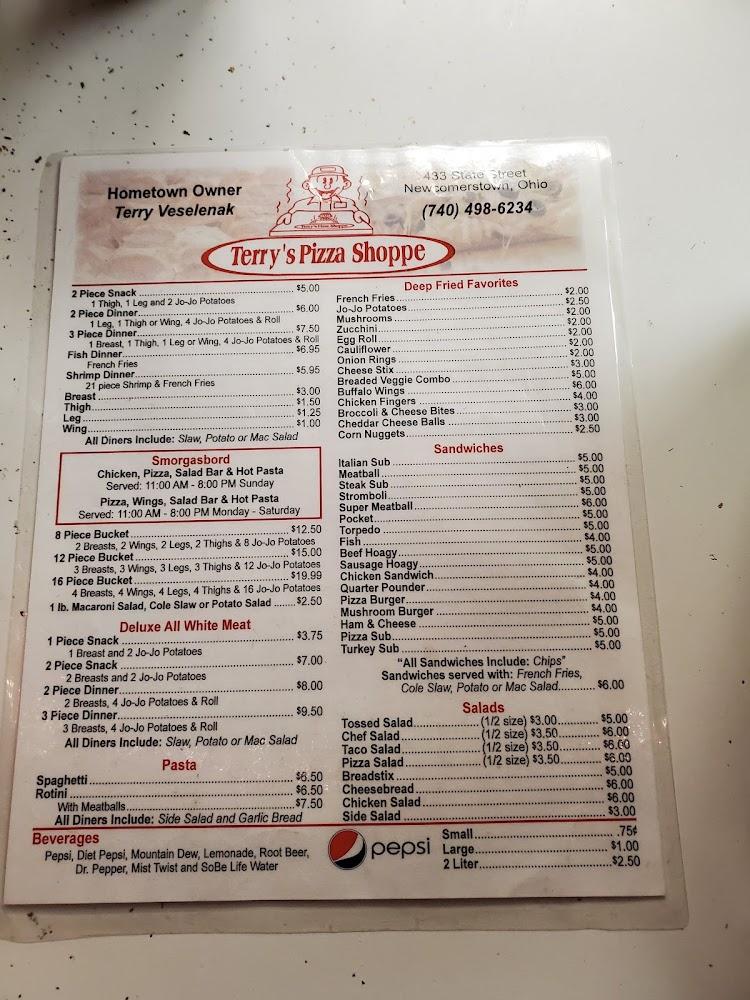 Hometown Owner
Terry Veselenak
433 State Street
Newcomerstown, Ohio
(740) 498-6234
Terry's Pizza Shoppe
Terry's Pizza Shoppe
2 Piece Snack $5.00
1 Thigh, 1 Leg and 2 Jo-Jo Potatoes
2 Piece Dinner $6.00
1 Leg, 1 Thigh or Wing, 4 Jo-Jo Potatoes & Roll
3 Piece Dinner $7.50
1 Breast, 1 Thigh, 1 Leg or Wing, 4 Jo-Jo Potatoes & Roll
Fish Dinner $6.95
French Fries
Shrimp Dinner $5.95
21 piece Shrimp & French Fries
Breast $3.00
Thigh $1.50
Leg $1.25
Wing $1.00
All Diners Include: Slaw, Potato or Mac Salad
Smorgasbord
Chicken, Pizza, Salad Bar & Hot Pasta
Served: 11:00 AM - 8:00 PM Sunday
Pizza, Wings, Salad Bar & Hot Pasta
Served: 11:00 AM - 8:00 PM Monday - Saturday
8 Piece Bucket $12.50
2 Breasts, 2 Wings, 2 Legs, 2 Thighs & 8 Jo-Jo Potatoes
12 Piece Bucket $15.00
3 Breasts, 3 Wings, 3 Legs, 3 Thighs & 12 Jo-Jo Potatoes
16 Piece Bucket $19.99
4 Breasts, 4 Wings, 4 Legs, 4 Thighs & 16 Jo-Jo Potatoes
1 lb. Macaroni Salad, Cole Slaw or Potato Salad $2.50
Deluxe All White Meat
1 Piece Snack $3.75
1 Breast and 2 Jo-Jo Potatoes
2 Piece Snack $7.00
2 Breasts and 2 Jo-Jo Potatoes
2 Piece Dinner $8.00
2 Breasts, 4 Jo-Jo Potatoes & Roll
3 Piece Dinner $9.50
3 Breasts, 4 Jo-Jo Potatoes & Roll
All Diners Include: Slaw, Potato or Mac Salad
Pasta
Spaghetti $6.50
Rotini $6.50
With Meatballs $7.50
All Diners Include: Side Salad and Garlic Bread
Deep Fried Favorites
French Fries $2.00
Jo-Jo Potatoes $2.50
Mushrooms $2.00
Zucchini $2.00
Egg Roll $2.00
Cauliflower $2.00
Onion Rings $2.00
Cheese Stix $3.00
Breaded Veggie Combo $5.00
Buffalo Wings $6.00
Chicken Fingers $4.00
Broccoli & Cheese Bites $3.00
Cheddar Cheese Balls $3.00
Corn Nuggets $2.50
Sandwiches
Italian Sub $5.00
Meatball $5.00
Steak Sub $5.00
Stromboli $5.00
Super Meatball $6.00
Pocket $5.00
Torpedo $5.00
Fish $4.00
Beef Hoagy $5.00
Sausage Hoagy $5.00
Chicken Sandwich $4.00
Quarter Pounder $4.00
Pizza Burger $4.00
Mushroom Burger $4.00
Ham & Cheese $5.00
Pizza Sub $5.00
Turkey Sub $5.00
"All Sandwiches Include: Chips"
Sandwiches served with: French Fries,
Cole Slaw, Potato or Mac Salad $6.00
Salads
Tossed Salad (1/2 size) $3.00 $5.00
Chef Salad (1/2 size) $3.50 $6.00
Taco Salad (1/2 size) $3.50 $6.00
Pizza Salad (1/2 size) $3.50 $6.00
Breadstix $5.00
Cheesebread $6.00
Chicken Salad $6.00
Side Salad $3.00
Beverages
Pepsi, Diet Pepsi, Mountain Dew, Lemonade, Root Beer,
Dr. Pepper, Mist Twist and SoBe Life Water
pepsi
Small .75¢
Large $1.00
2 Liter $2.50